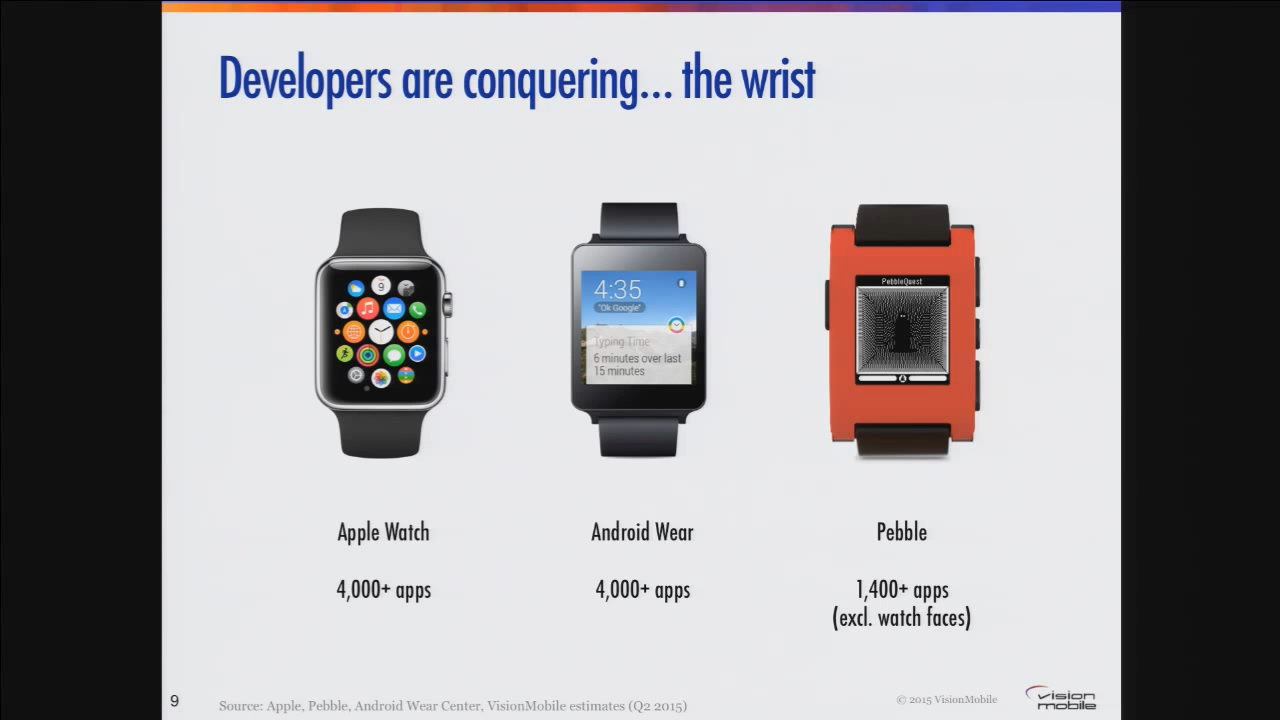 Developers are conquering... the wrist
9
4:35
"Ok Google"
Typing Time
6 minutes over last
15 minutes
PebbleQuest
Apple Watch
Android Wear
Pebble
4,000+ apps
4,000+ apps
1,400+ apps
(excl. watch faces)
9
Source: Apple, Pebble, Android Wear Center, VisionMobile estimates (Q2 2015)
© 2015 VisionMobile
vision
mobile